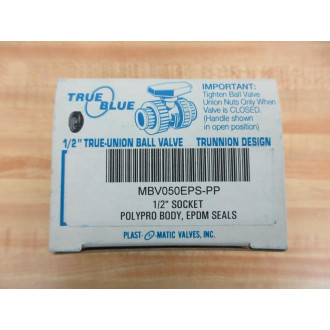 TRUE
BLUE
IMPORTANT:
Tighten Ball Valve
Union Nuts Only When
Valve is CLOSED.
(Handle shown
in open position)
1/2" TRUE-UNION BALL VALVE TRUNNION DESIGN
MBV050EPS-PP
1/2" SOCKET
POLYPRO BODY, EPDM SEALS
PLAST-O-MATIC VALVES, INC.